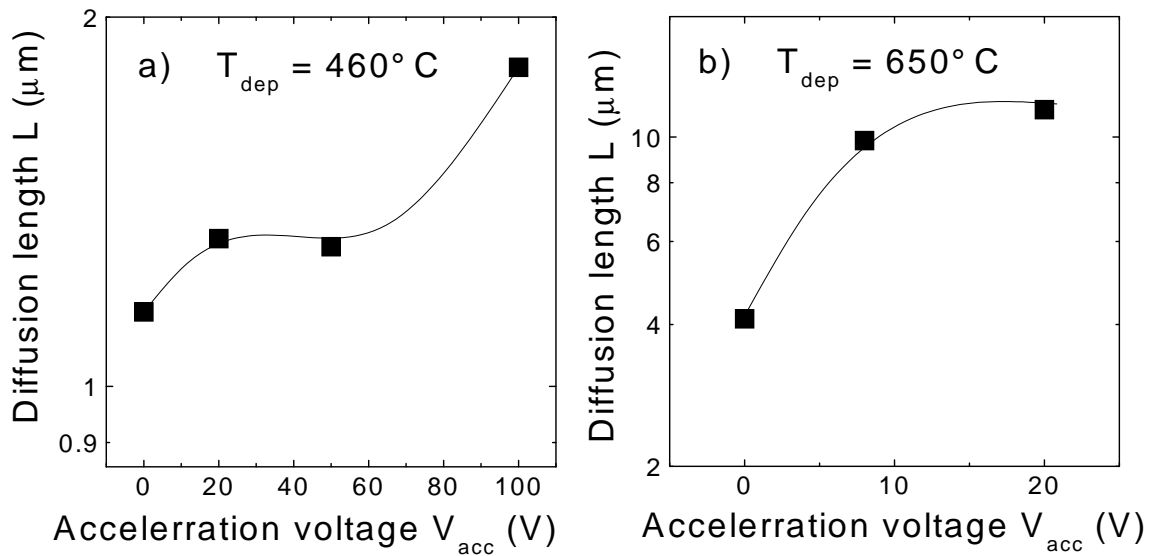 Diffusion length L (μm)
2
1
0.9
a) T_dep = 460° C
0 20 40 60 80 100
Accelerration voltage V_acc (V)
Diffusion length L (μm)
10
8
6
4
2
b) T_dep = 650° C
0 10 20
Accelerration voltage V_acc (V)